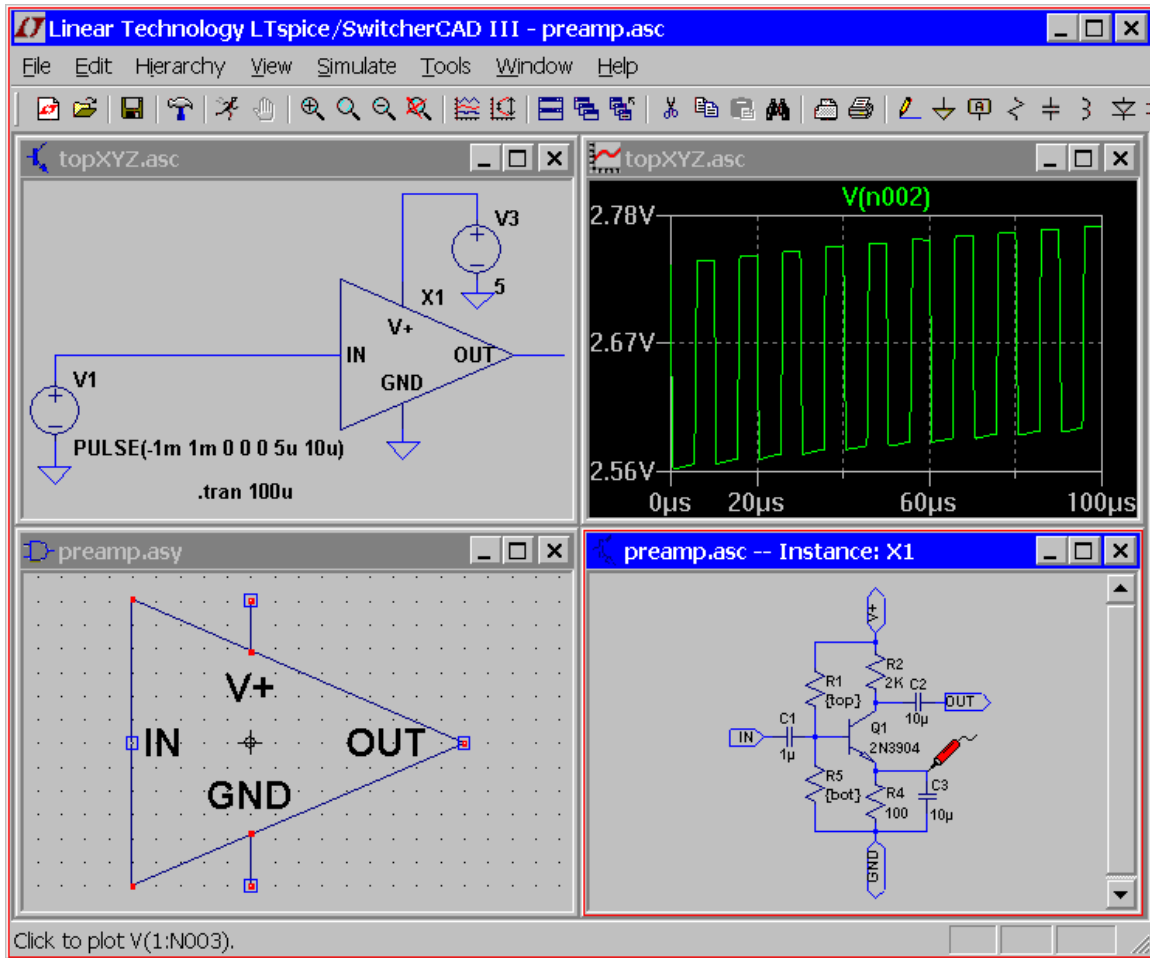 Linear Technology LTspice/SwitcherCAD III - preamp.asc
File Edit Hierarchy View Simulate Tools Window Help
A
topXYZ.asc
V3
5
X1
V+
IN
OUT
GND
V1
PULSE(-1m 1m 0 0 0 5u 10u)
.tran 100u
topXYZ.asc
V(n002)
2.78V
2.67V
2.56V
0µs 20µs 60µs 100µs
preamp.asy
V+
IN OUT
GND
preamp.asc -- Instance: X1
V+
R2
2K
R1
{top}
C2
10µ
OUT
C1
1µ
IN
Q1
2N3904
R5
{bot}
R4
100
C3
10µ
GND
Click to plot V(1:N003).